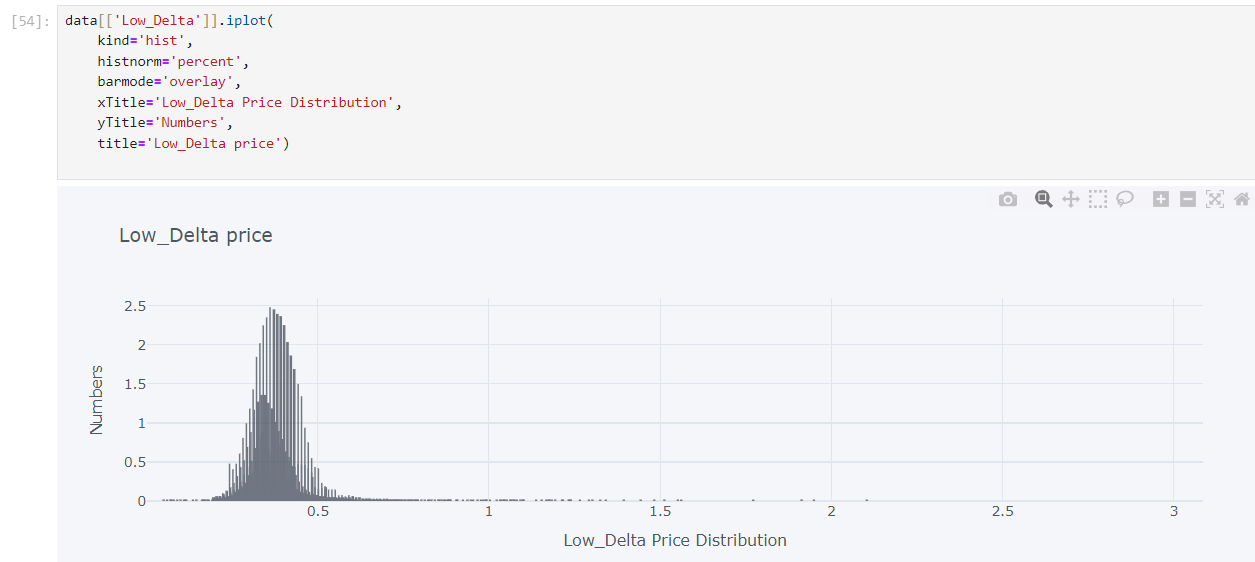 [54]: data[['Low_Delta']].iplot(
kind='hist',
histnorm='percent',
barmode='overlay',
xTitle='Low_Delta Price Distribution',
yTitle='Numbers',
title='Low_Delta price')
Low_Delta price
2.5
2
1.5
1
0.5
0
Numbers
0.5 1 1.5 2 2.5 3
Low_Delta Price Distribution